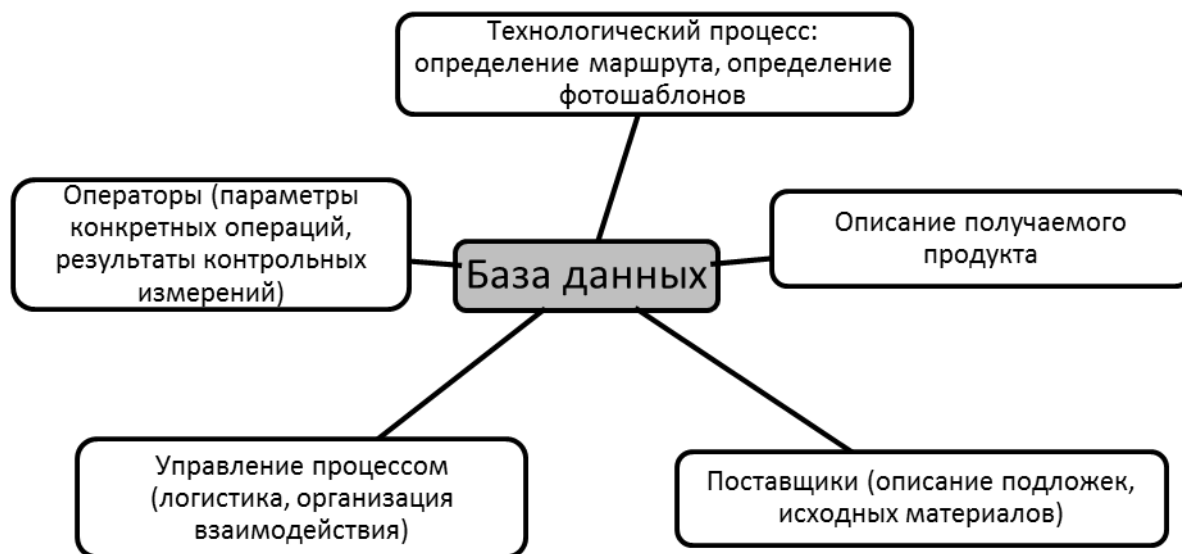 Технологический процесс:
определение маршрута, определение
фотошаблонов
Операторы (параметры
конкретных операций,
результаты контрольных
измерений)
База данных
Описание получаемого
продукта
Управление процессом
(логистика, организация
взаимодействия)
Поставщики (описание подложек,
исходных материалов)